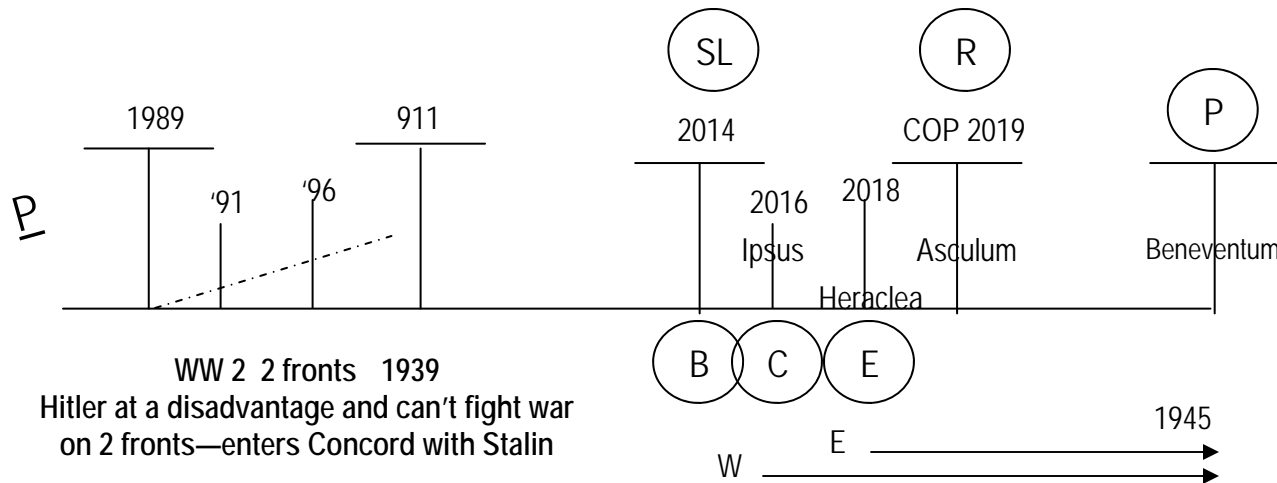 SL
R
P
1989
911
2014
COP 2019
'91
'96
2016
2018
P
Ipsus
Asculum
Beneventum
Heraclea
B
C
E
WW 2 2 fronts 1939
Hitler at a disadvantage and can't fight war
on 2 fronts—enters Concord with Stalin
1945
E
W